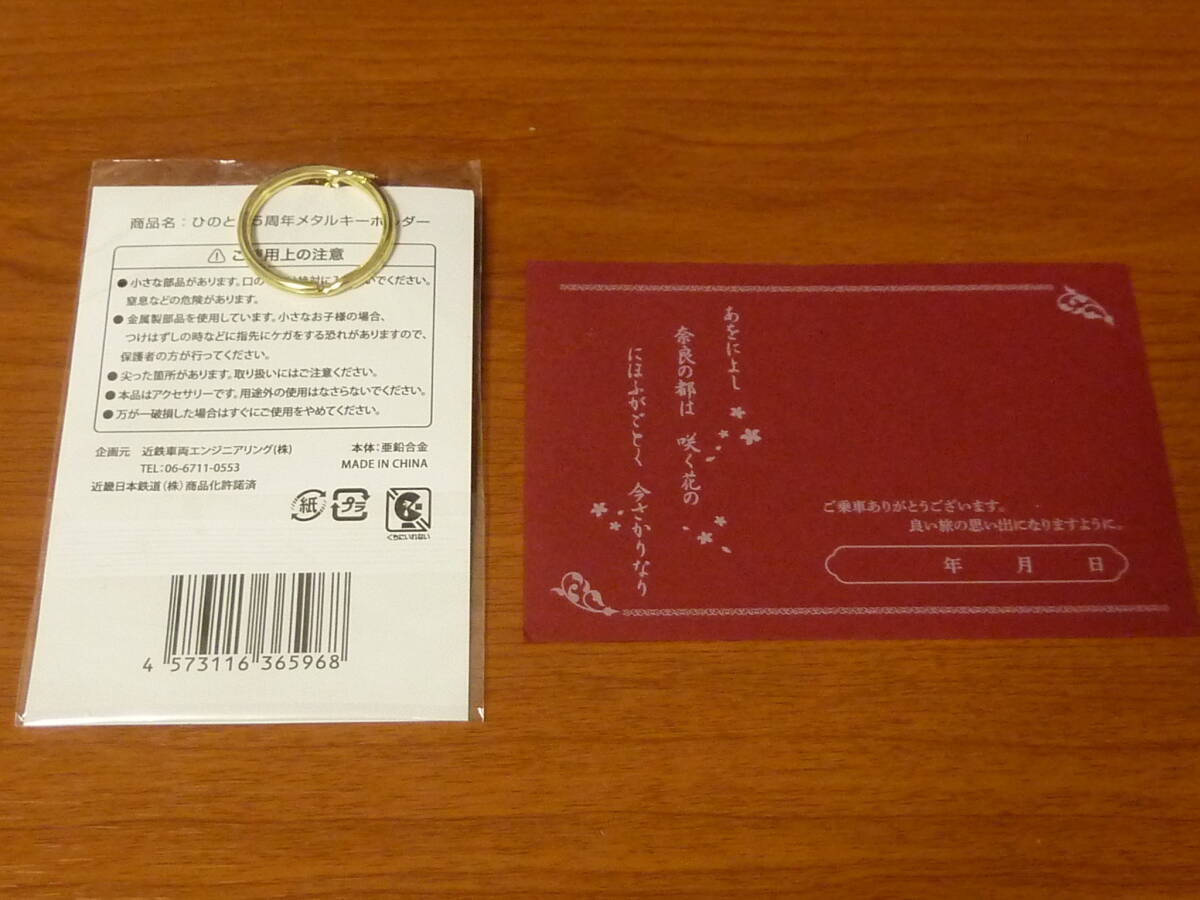 商品名：ひのと 5周年メタルキーホルダー
ご使用上の注意
●小さな部品があります。口の 絶対に いでください。
窒息などの危険があります。
●金属製部品を使用しています。小さなお子様の場合、
つけはずしの時などに指先にケガをする恐れがありますので、
保護者の方が行ってください。
●尖った箇所があります。取り扱いにはご注意ください。
●本品はアクセサリーです。用途外の使用はなさらないでください。
●万が一破損した場合はすぐにご使用をやめてください。
企画元 近鉄車両エンジニアリング(株)
TEL：06-6711-0553
近畿日本鉄道（株）商品化許諾済
本体：亜鉛合金
MADE IN CHINA
紙
プラ
くちにいれない
4 573116 365968
あをによし
奈良の都は 咲く花の
にほふがごとく 今さかりなり
ご乗車ありがとうございます。
良い旅の思い出になりますように。
年 月 日